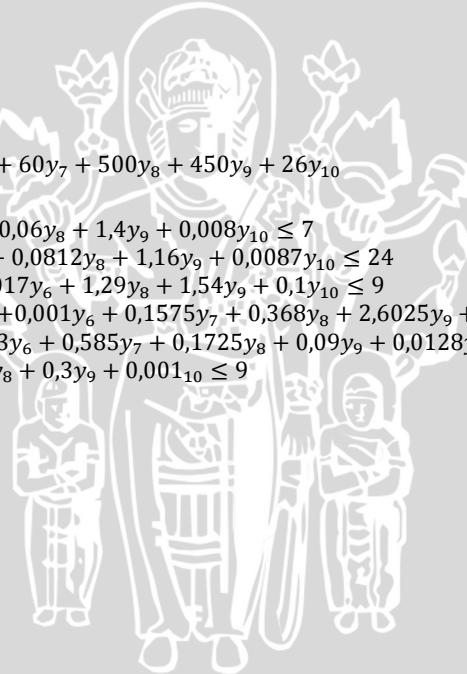 + 60y₇ + 500y₈ + 450y₉ + 26y₁₀
0,06y₈ + 1,4y₉ + 0,008y₁₀ ≤ 7
0,0812y₈ + 1,16y₉ + 0,0087y₁₀ ≤ 24
017y₆ + 1,29y₈ + 1,54y₉ + 0,1y₁₀ ≤ 9
+0,001y₆ + 0,1575y₇ + 0,368y₈ + 2,6025y₉ +
3y₆ + 0,585y₇ + 0,1725y₈ + 0,09y₉ + 0,0128y
y₈ + 0,3y₉ + 0,001₁₀ ≤ 9